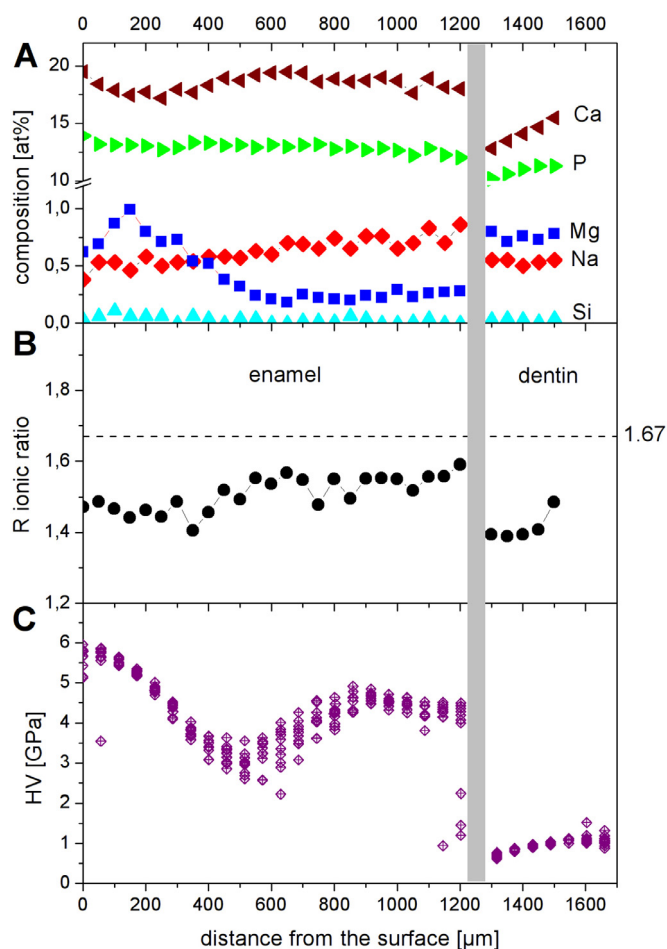 0 200 400 600 800 1000 1200 1400 1600
A
composition [at%]
20
15
10
1,0
0,5
0,0
Ca
P
Mg
Na
Si
B
R ionic ratio
1,8
1,6
1,4
1,2
enamel
dentin
1.67
C
HV [GPa]
6
5
4
3
2
1
0
0 200 400 600 800 1000 1200 1400 1600
distance from the surface [µm]